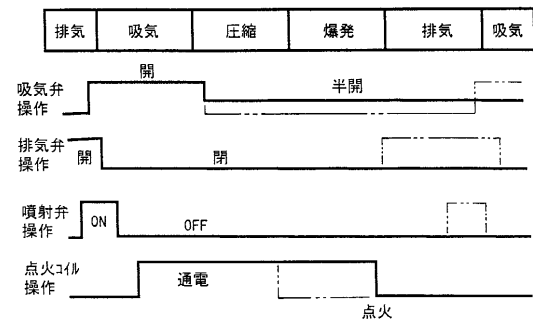 排気 吸気 圧縮 爆発 排気 吸気
開
半開
吸気弁
操作
排気弁
操作
開
閉
噴射弁
操作
ON
OFF
点火コイル
操作
通電
点火